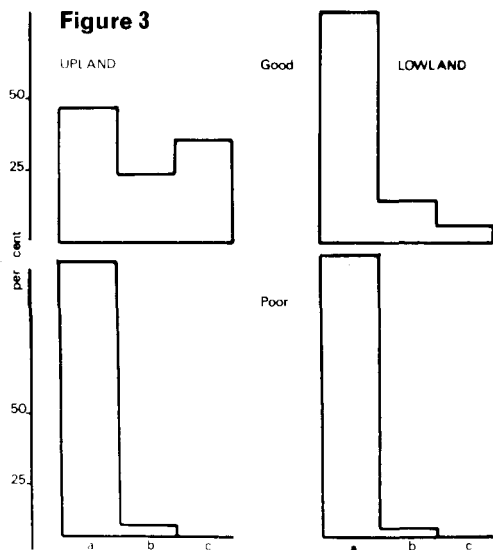 Figure 3
UPLAND
Good
LOWLAND
50
25
per cent
Poor
50
25
a b c
a b c